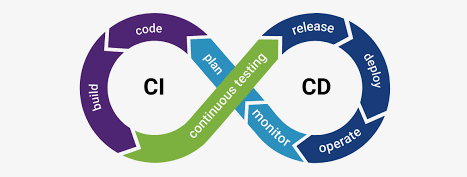 code
build
CI
plan
continuous testing
release
deploy
CD
operate
monitor